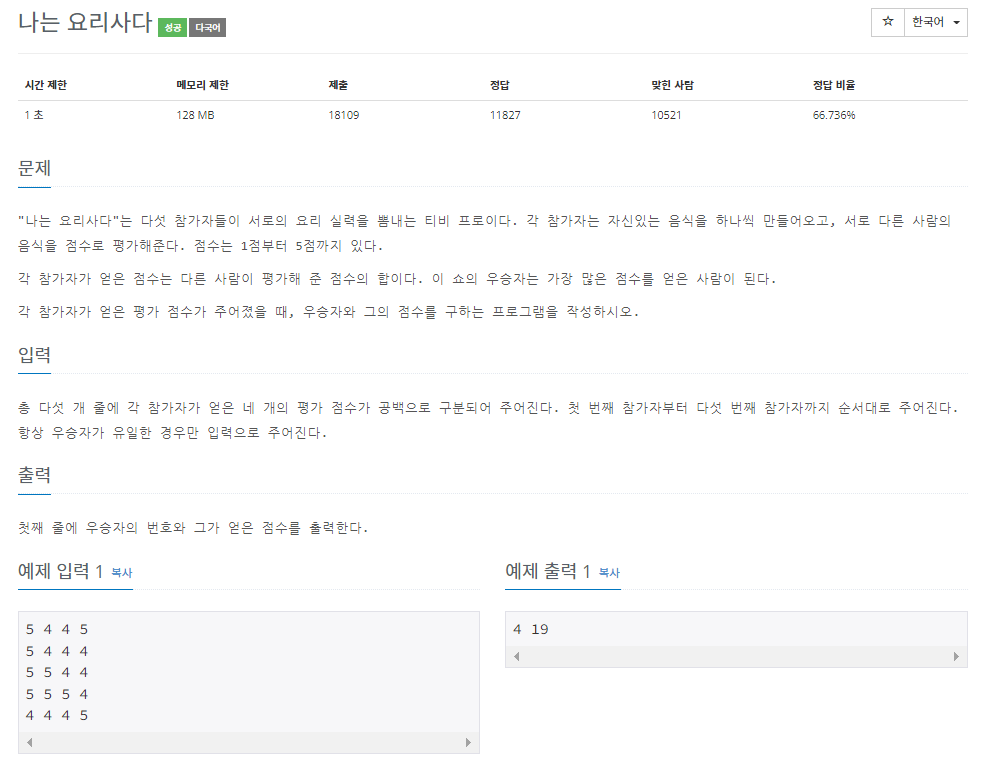 나는 요리사다 성공 다국어
☆ 한국어
시간 제한 메모리 제한 제출 정답 맞힌 사람 정답 비율
1 초 128 MB 18109 11827 10521 66.736%
문제
"나는 요리사다"는 다섯 참가자들이 서로의 요리 실력을 뽐내는 티비 프로이다. 각 참가자는 자신있는 음식을 하나씩 만들어오고, 서로 다른 사람의
음식을 점수로 평가해준다. 점수는 1점부터 5점까지 있다.
각 참가자가 얻은 점수는 다른 사람이 평가해 준 점수의 합이다. 이 쇼의 우승자는 가장 많은 점수를 얻은 사람이 된다.
각 참가자가 얻은 평가 점수가 주어졌을 때, 우승자와 그의 점수를 구하는 프로그램을 작성하시오.
입력
총 다섯 개 줄에 각 참가자가 얻은 네 개의 평가 점수가 공백으로 구분되어 주어진다. 첫 번째 참가자부터 다섯 번째 참가자까지 순서대로 주어진다.
항상 우승자가 유일한 경우만 입력으로 주어진다.
출력
첫째 줄에 우승자의 번호와 그가 얻은 점수를 출력한다.
예제 입력 1 복사
5 4 4 5
5 4 4 4
5 5 4 4
5 5 5 4
4 4 4 5
예제 출력 1 복사
4 19